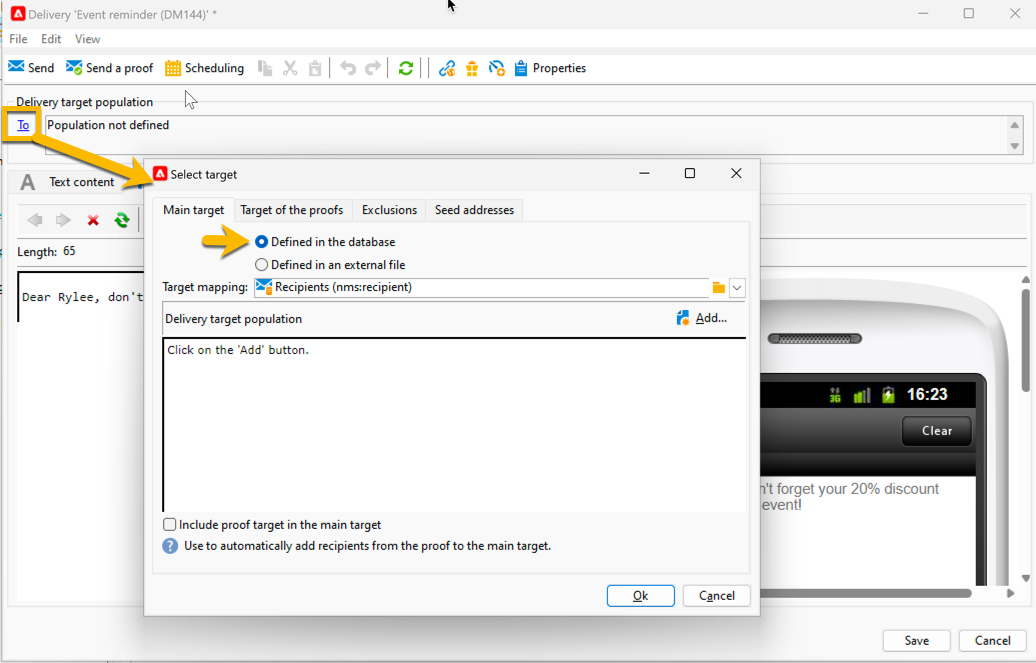 Delivery 'Event reminder (DM144)' *
File Edit View
Send Send a proof Scheduling Properties
Delivery target population
To Population not defined
A Text content
Select target
Main target Target of the proofs Exclusions Seed addresses
Length: 65
Defined in the database
Defined in an external file
Target mapping: Recipients (nms:recipient)
Dear Rylee, don't
Delivery target population Add...
Click on the 'Add' button.
3G 16:23
Clear
n't forget your 20% discount
event!
Include proof target in the main target
? Use to automatically add recipients from the proof to the main target.
Ok Cancel
Save Cancel